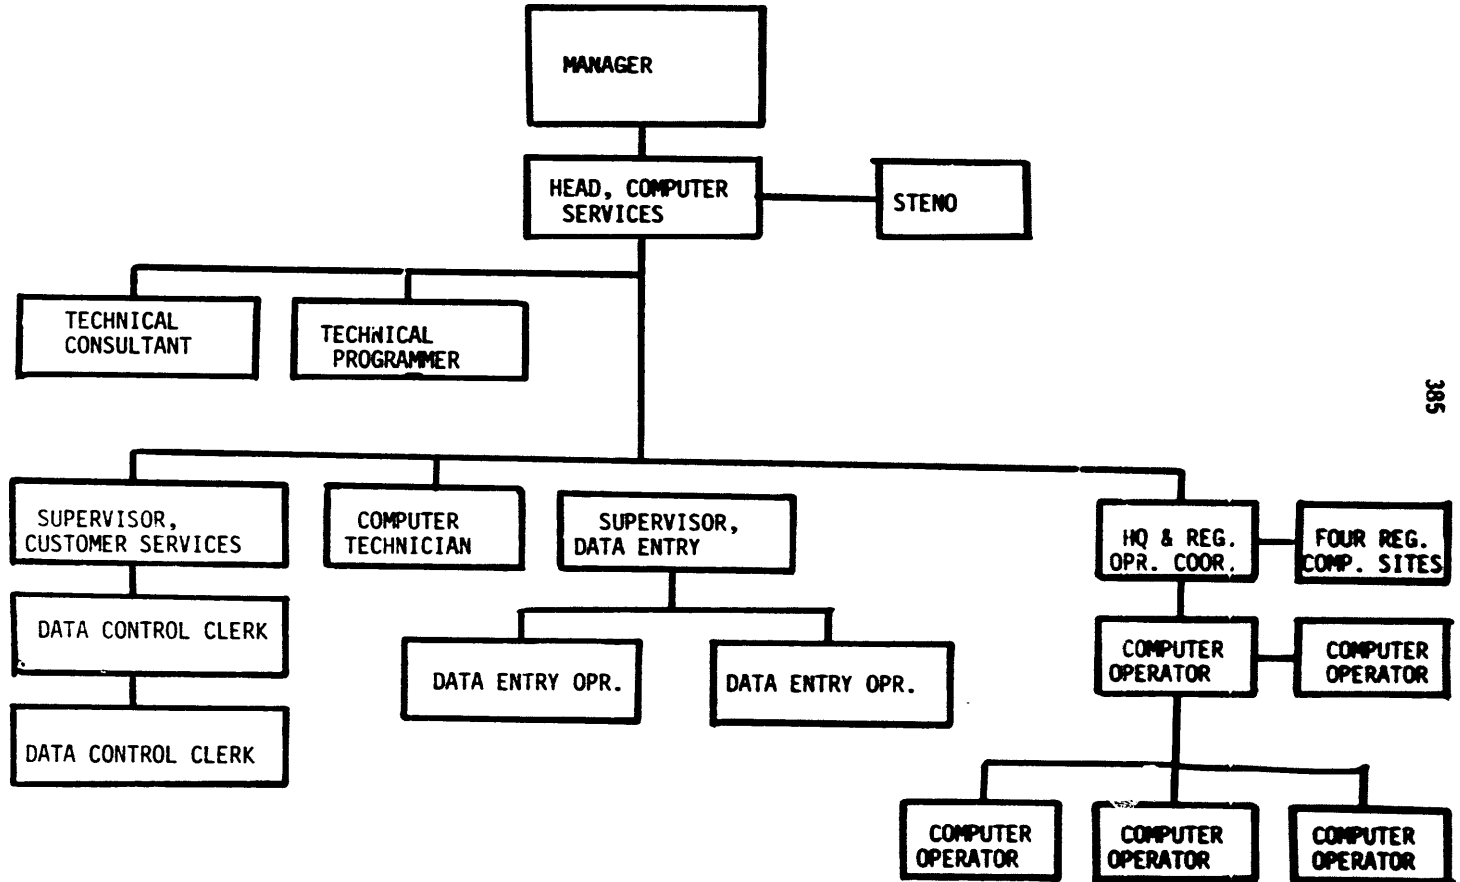 MANAGER
HEAD, COMPUTER
SERVICES
STENO
TECHNICAL
CONSULTANT
TECHNICAL
PROGRAMMER
385
SUPERVISOR,
CUSTOMER SERVICES
COMPUTER
TECHNICIAN
SUPERVISOR,
DATA ENTRY
HQ & REG.
OPR. COOR.
FOUR REG.
COMP. SITES
DATA CONTROL CLERK
DATA ENTRY OPR.
DATA ENTRY OPR.
COMPUTER
OPERATOR
COMPUTER
OPERATOR
DATA CONTROL CLERK
COMPUTER
OPERATOR
COMPUTER
OPERATOR
COMPUTER
OPERATOR